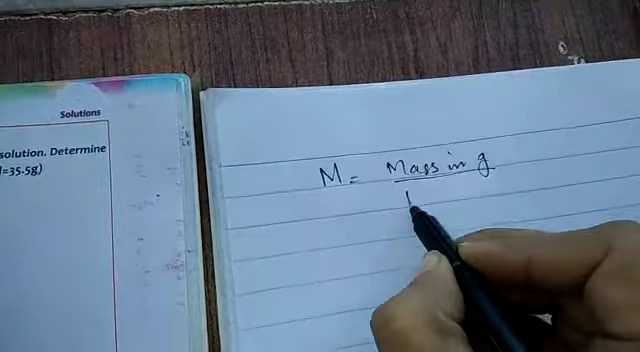 Solutions
solution. Determine
l=35.5g)
M = Mass in g